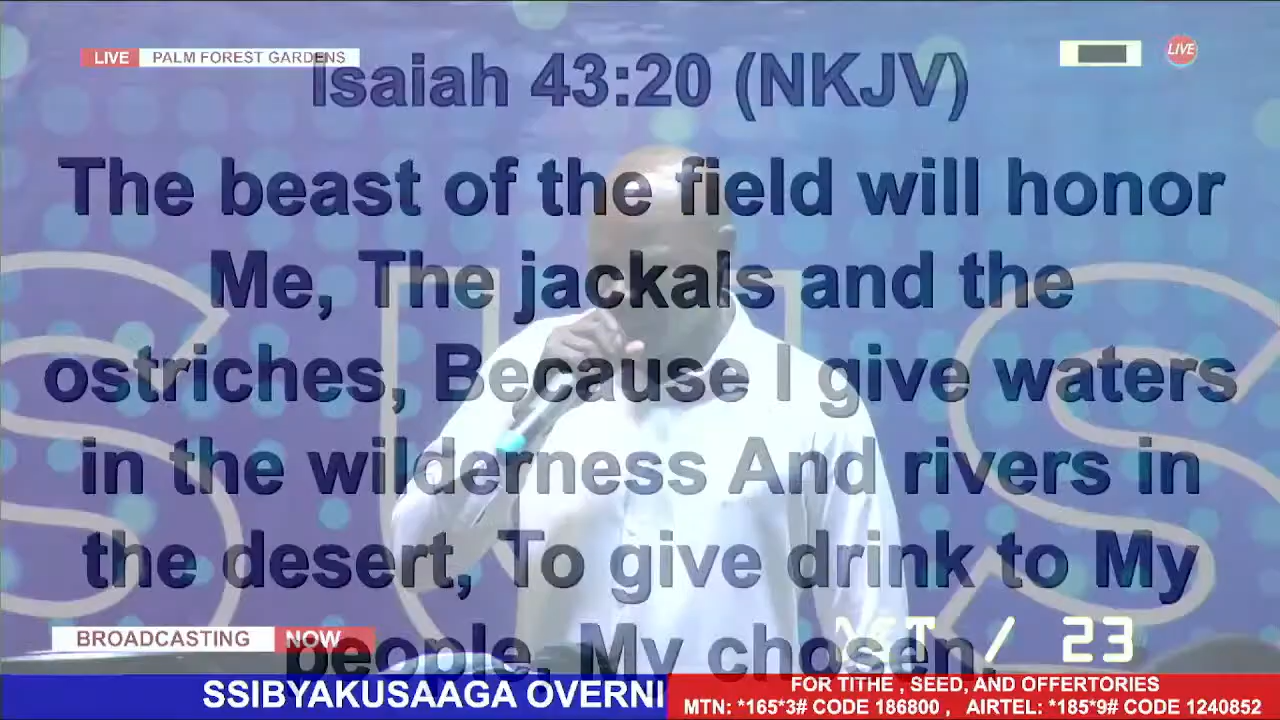 LIVE PALM FOREST GARDENS
LIVE
Isaiah 43:20 (NKJV)
The beast of the field will honor
Me, The jackals and the
ostriches, Because I give waters
in the wilderness And rivers in
the desert, To give drink to My
people, My chosen.
/ 23
BROADCASTING NOW
SSIBYAKUSAAGA OVERNI
FOR TITHE , SEED, AND OFFERTORIES
MTN: *165*3# CODE 186800 , AIRTEL: *185*9# CODE 1240852